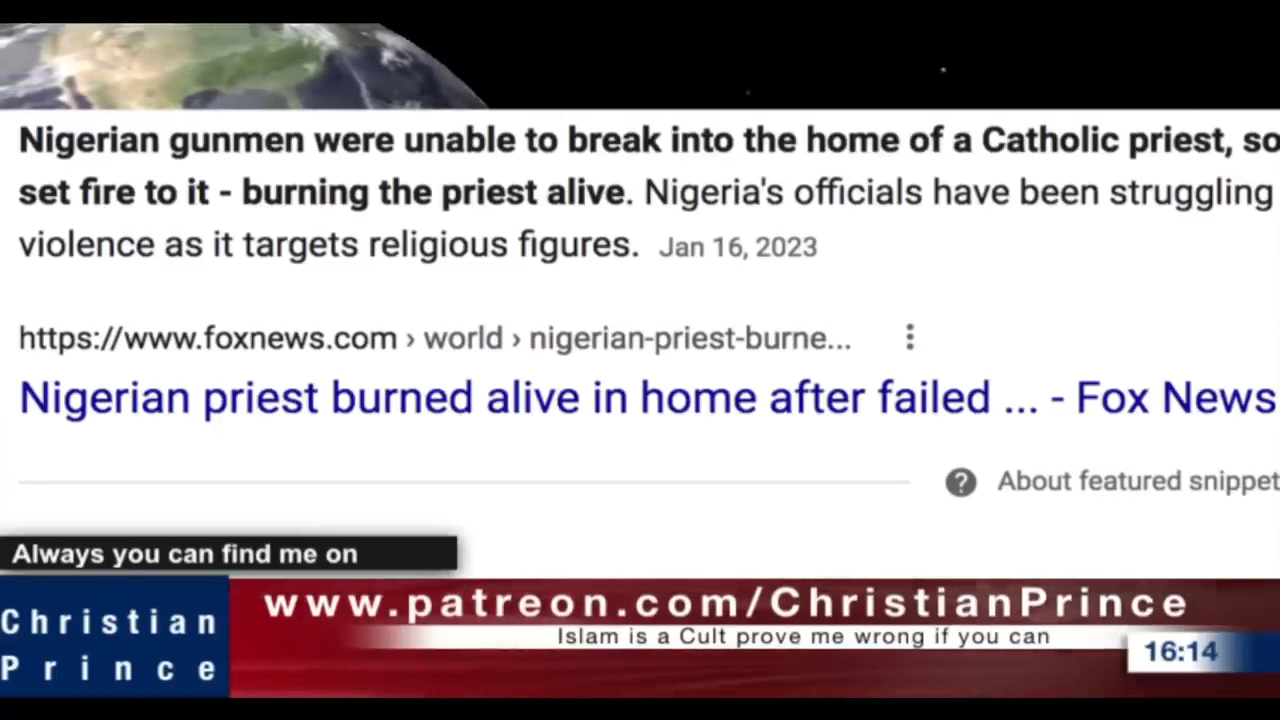 Nigerian gunmen were unable to break into the home of a Catholic priest, so
set fire to it - burning the priest alive. Nigeria's officials have been struggling
violence as it targets religious figures. Jan 16, 2023
https://www.foxnews.com › world › nigerian-priest-burne...
Nigerian priest burned alive in home after failed ... - Fox News
About featured snippet
Always you can find me on
Christian
Prince
www.patreon.com/ChristianPrince
Islam is a Cult prove me wrong if you can
16:14